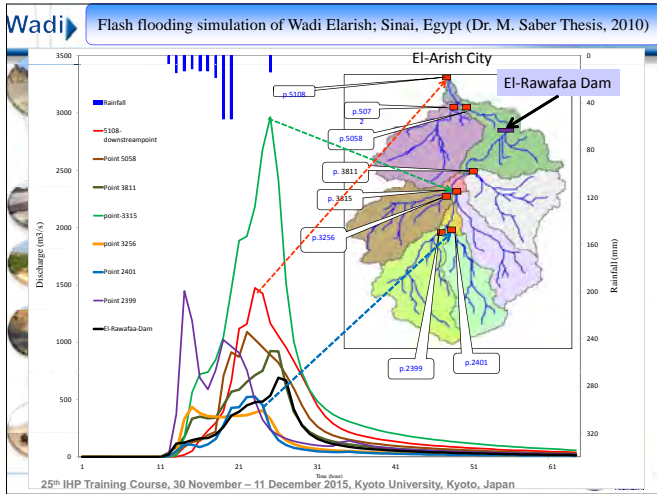 Wadi
Flash flooding simulation of Wadi Elarish; Sinai, Egypt (Dr. M. Saber Thesis, 2010)
El-Arish City
El-Rawafaa Dam
3500
3000
2500
2000
1500
1000
500
0
Discharge (m3/s)
0
40
80
120
160
200
240
280
320
Rainfall (mm)
Rainfall
5108-
downstreampoint
Point 5058
Point 3811
point-3315
Point 3256
Point 2401
Point 2399
El-Rawafaa-Dam
p.5108
p.507
2
p.5058
p. 3811
p. 3315
p.3256
p.2399
p.2401
1
11
21
31
41
51
61
Time (hour)
25th IHP Training Course, 30 November – 11 December 2015, Kyoto University, Kyoto, Japan